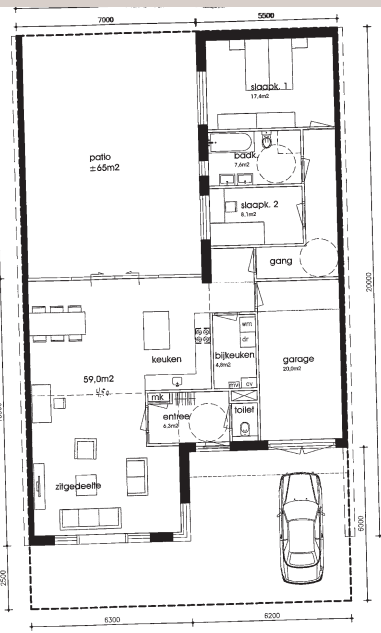 7000
5500
slaapk. 1
17,4m2
patio
±65m2
badk.
7,6m2
slaapk. 2
8,1m2
gang
20000
keuken
wm
dr
bijkeuken
4,8m2
garage
20,0m2
59,0m2
mv
cv
mk
toilet
entree
6,3m2
zitgedeelte
6000
2500
6300
6200